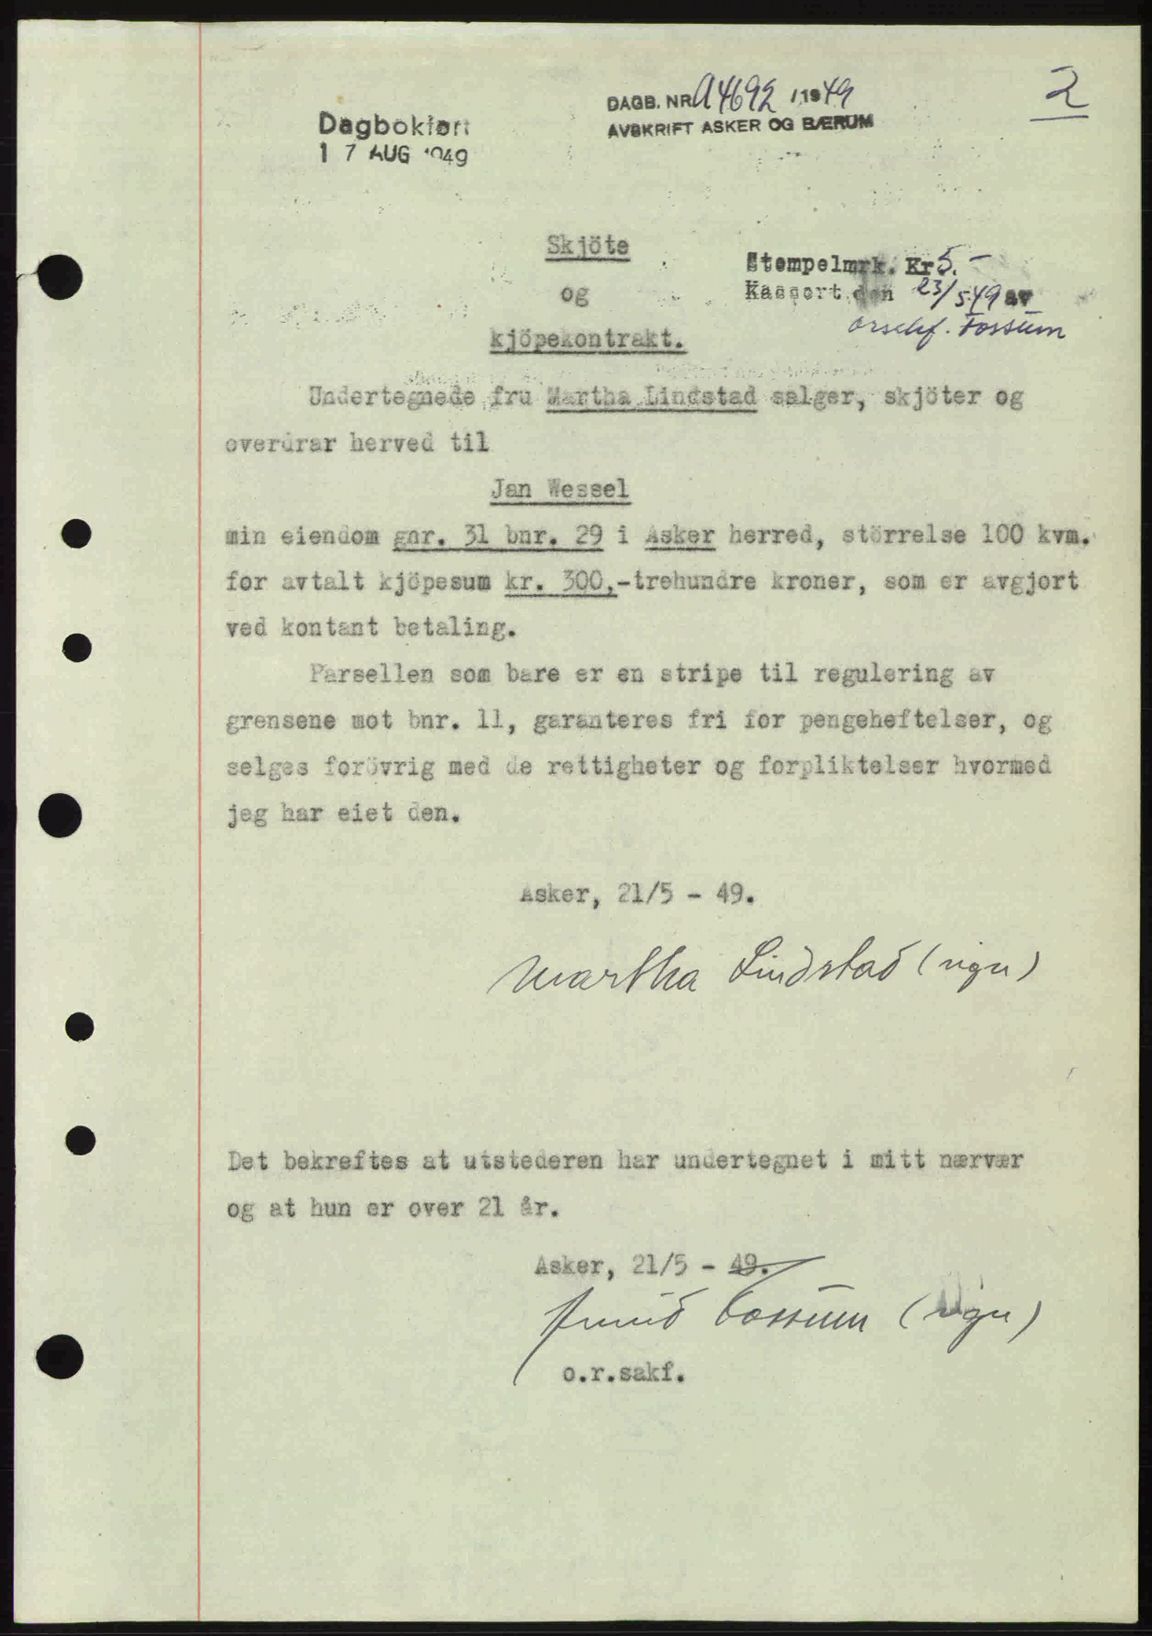 DAGB. NR A4692 /1949
AVSKRIFT ASKER OG BÆRUM
2
Dagbokført
17 AUG 1949
Skjöte
og
kjöpekontrakt.
Stempelmrk. Kr. 5.-
Kassert den 23/5 49 av
orsakf. Fossum
Undertegnede fru Martha Lindstad selger, skjöter og
overdrar herved til
Jan Wessel
min eiendom gnr. 31 bnr. 29 i Asker herred, störrelse 100 kvm.
for avtalt kjöpesum kr. 300,-trehundre kroner, som er avgjort
ved kontant betaling.
Parsellen som bare er en stripe til regulering av
grensene mot bnr. 11, garanteres fri for pengeheftelser, og
selges forövrig med de rettigheter og forpliktelser hvormed
jeg har eiet den.
Asker, 21/5 - 49.
Martha Lindstad (sign)
Det bekreftes at utstederen har undertegnet i mitt nærvær
og at hun er over 21 år.
Asker, 21/5 - 49.
Fossum (sign)
o.r.sakf.